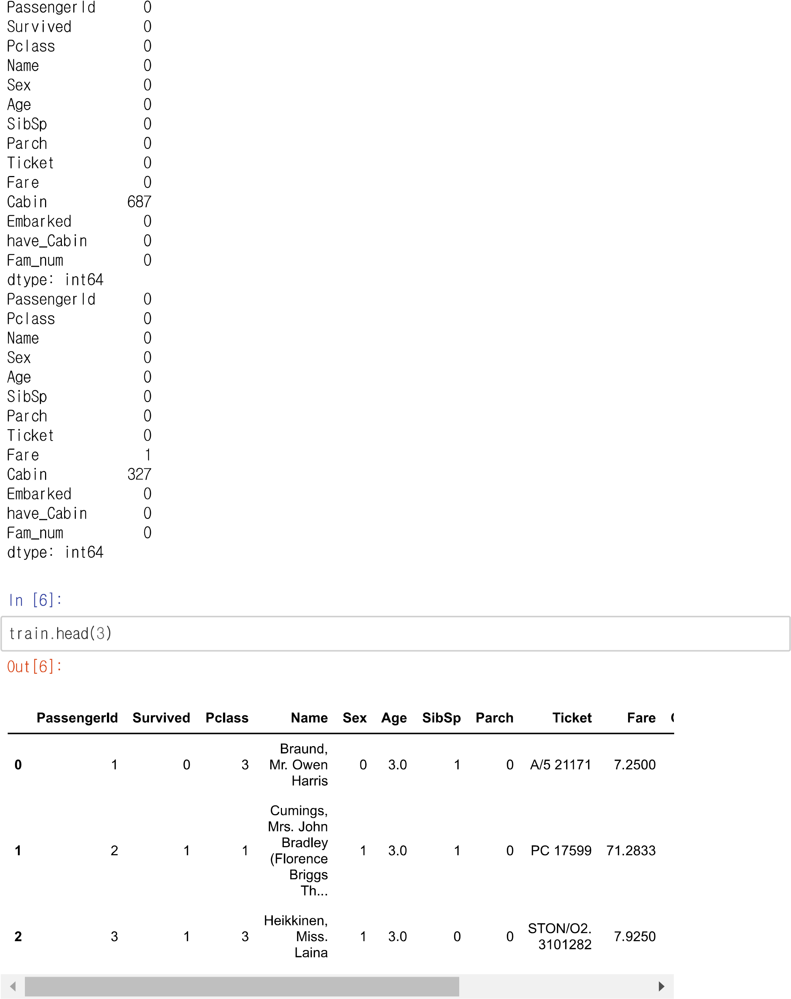 PassengerId 0
Survived 0
Pclass 0
Name 0
Sex 0
Age 0
SibSp 0
Parch 0
Ticket 0
Fare 0
Cabin 687
Embarked 0
have_Cabin 0
Fam_num 0
dtype: int64
PassengerId 0
Pclass 0
Name 0
Sex 0
Age 0
SibSp 0
Parch 0
Ticket 0
Fare 1
Cabin 327
Embarked 0
have_Cabin 0
Fam_num 0
dtype: int64
In [6]:
train.head(3)
Out[6]:
PassengerId Survived Pclass Name Sex Age SibSp Parch Ticket Fare
Braund,
0 1 0 3 Mr. Owen 0 3.0 1 0 A/5 21171 7.2500
Harris
Cumings,
Mrs. John
Bradley
1 2 1 1 (Florence 1 3.0 1 0 PC 17599 71.2833
Briggs
Th...
Heikkinen,
2 3 1 3 Miss. 1 3.0 0 0 STON/O2. 7.9250
Laina 3101282